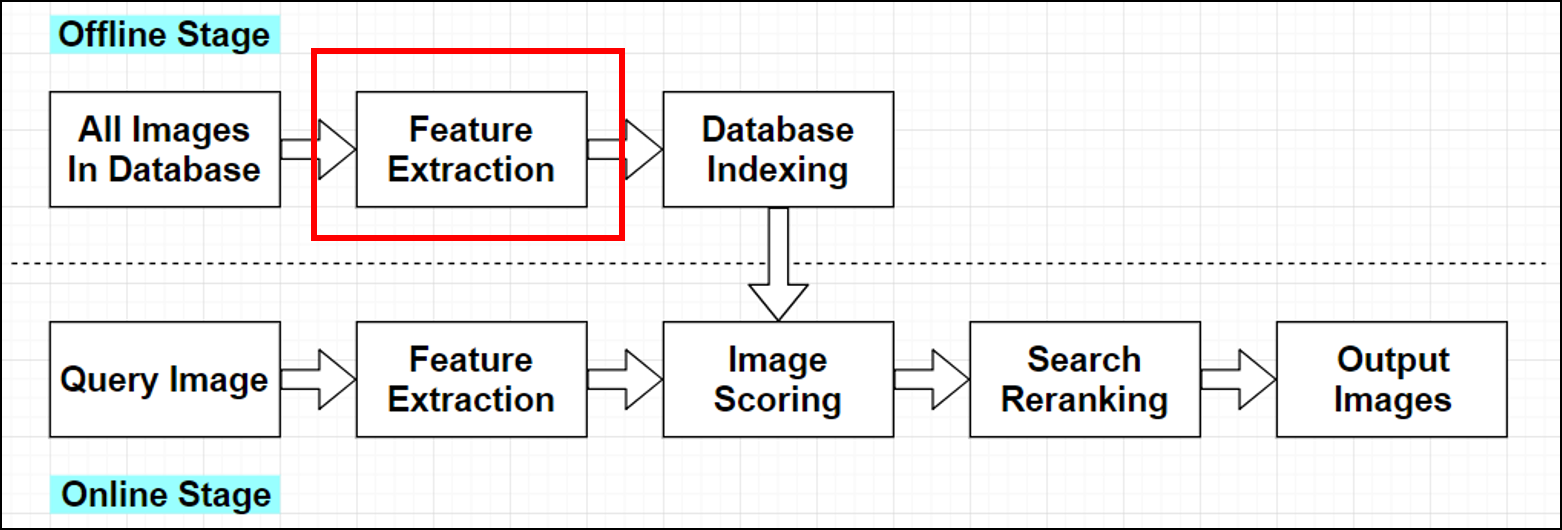 Offline Stage
All Images
In Database
Feature
Extraction
Database
Indexing
Query Image
Feature
Extraction
Image
Scoring
Search
Reranking
Output
Images
Online Stage